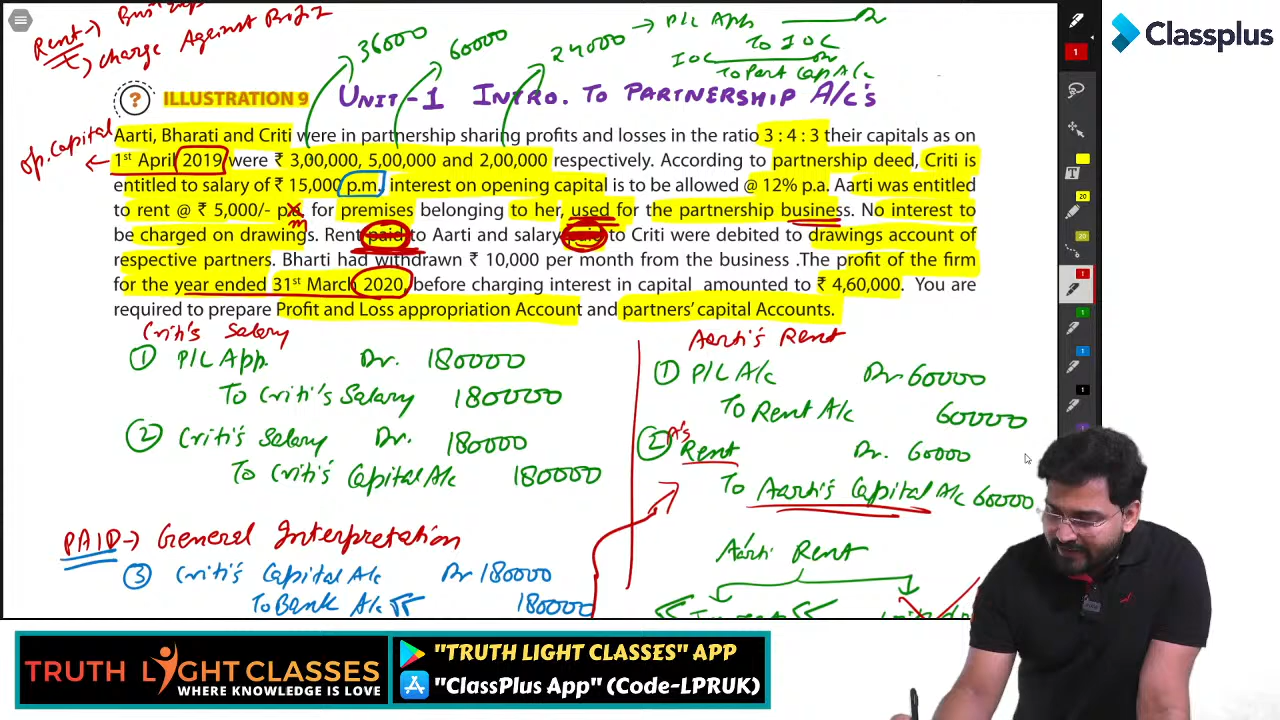 Rent →
↳ charge Against Profit
36000
60000
24000
→ P/L App. Dr
To IOC
IOC Dr
To Part Cap A/c
Classplus
? ILLUSTRATION 9
UNIT-1 INTRO. TO PARTNERSHIP A/c's
op. Capital
Aarti, Bharati and Criti were in partnership sharing profits and losses in the ratio 3 : 4 : 3 their capitals as on
1st April 2019 were ₹ 3,00,000, 5,00,000 and 2,00,000 respectively. According to partnership deed, Criti is
entitled to salary of ₹ 15,000 p.m. interest on opening capital is to be allowed @ 12% p.a. Aarti was entitled
to rent @ ₹ 5,000/- p.m for premises belonging to her, used for the partnership business. No interest to
be charged on drawings. Rent paid to Aarti and salary paid to Criti were debited to drawings account of
respective partners. Bharti had withdrawn ₹ 10,000 per month from the business .The profit of the firm
for the year ended 31st March 2020, before charging interest in capital amounted to ₹ 4,60,000. You are
required to prepare Profit and Loss appropriation Account and partners' capital Accounts.
Criti's Salary
① P/L App. Dr. 180000
To Criti's Salary 180000
② Criti's Salary Dr. 180000
To Criti's Capital A/c 180000
PAID → General Interpretation
③ Criti's Capital A/c Dr 180000
To Bank A/c 180000
Aarti's Rent
① P/L A/c Dr 60000
To Rent A/c 60000
② A's Rent Dr. 60000
To Aarti's Capital A/c 60000
Aarti Rent
TRUTH LIGHT CLASSES
WHERE KNOWLEDGE IS LOVE
"TRUTH LIGHT CLASSES" APP
"ClassPlus App" (Code-LPRUK)